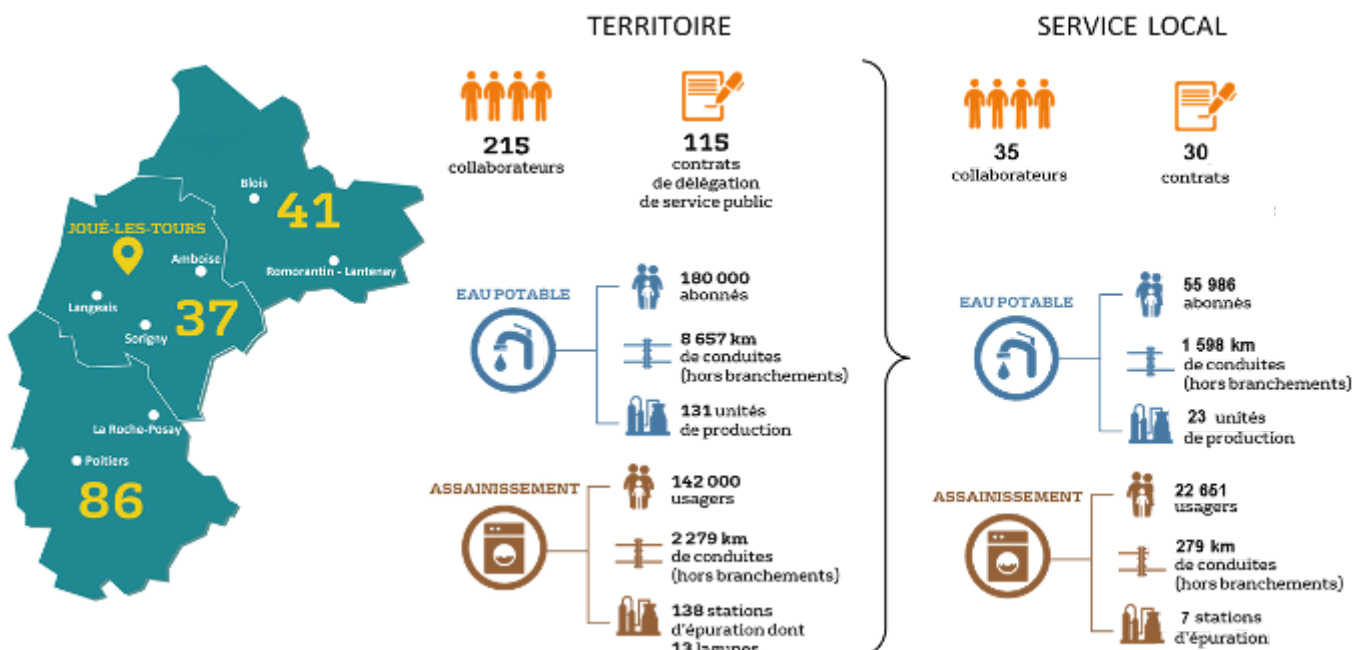 TERRITOIRE
SERVICE LOCAL
215
collaborateurs
115
contrats
de délégation
de service public
35
collaborateurs
30
contrats
Blois
41
JOUÉ-LES-TOURS
Amboise
Romorantin - Lantenay
Langeais
37
Sorigny
La Roche-Posay
Poitiers
86
EAU POTABLE
180 000
abonnés
8 657 km
de conduites
(hors branchements)
131 unités
de production
ASSAINISSEMENT
142 000
usagers
2 279 km
de conduites
(hors branchements)
138 stations
d'épuration dont
13 lagunes
EAU POTABLE
55 986
abonnés
1 598 km
de conduites
(hors branchements)
23 unités
de production
ASSAINISSEMENT
22 651
usagers
279 km
de conduites
(hors branchements)
7 stations
d'épuration